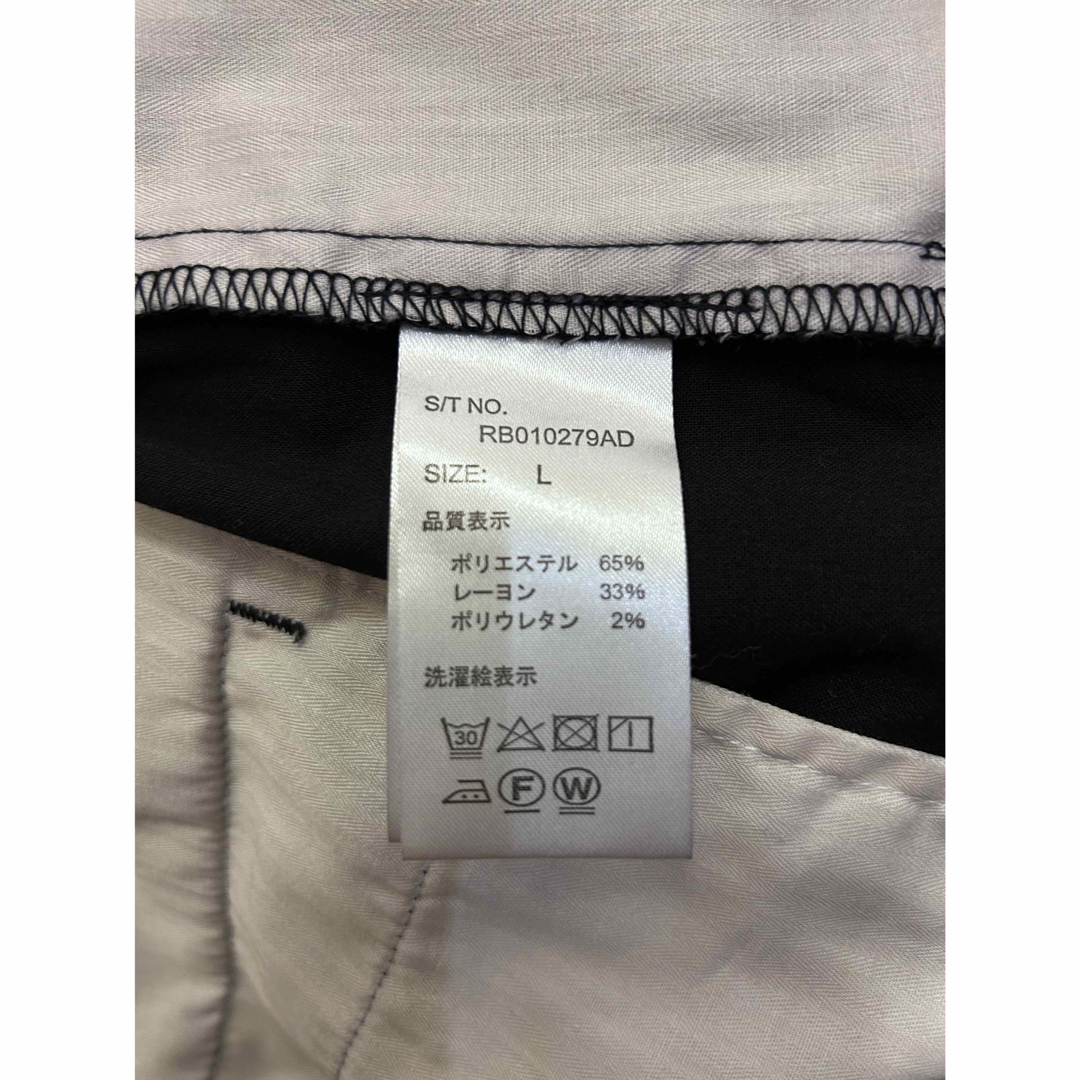 S/T NO.
RB010279AD
SIZE: L
品質表示
ポリエステル 65%
レーヨン 33%
ポリウレタン 2%
洗濯絵表示
30
F W